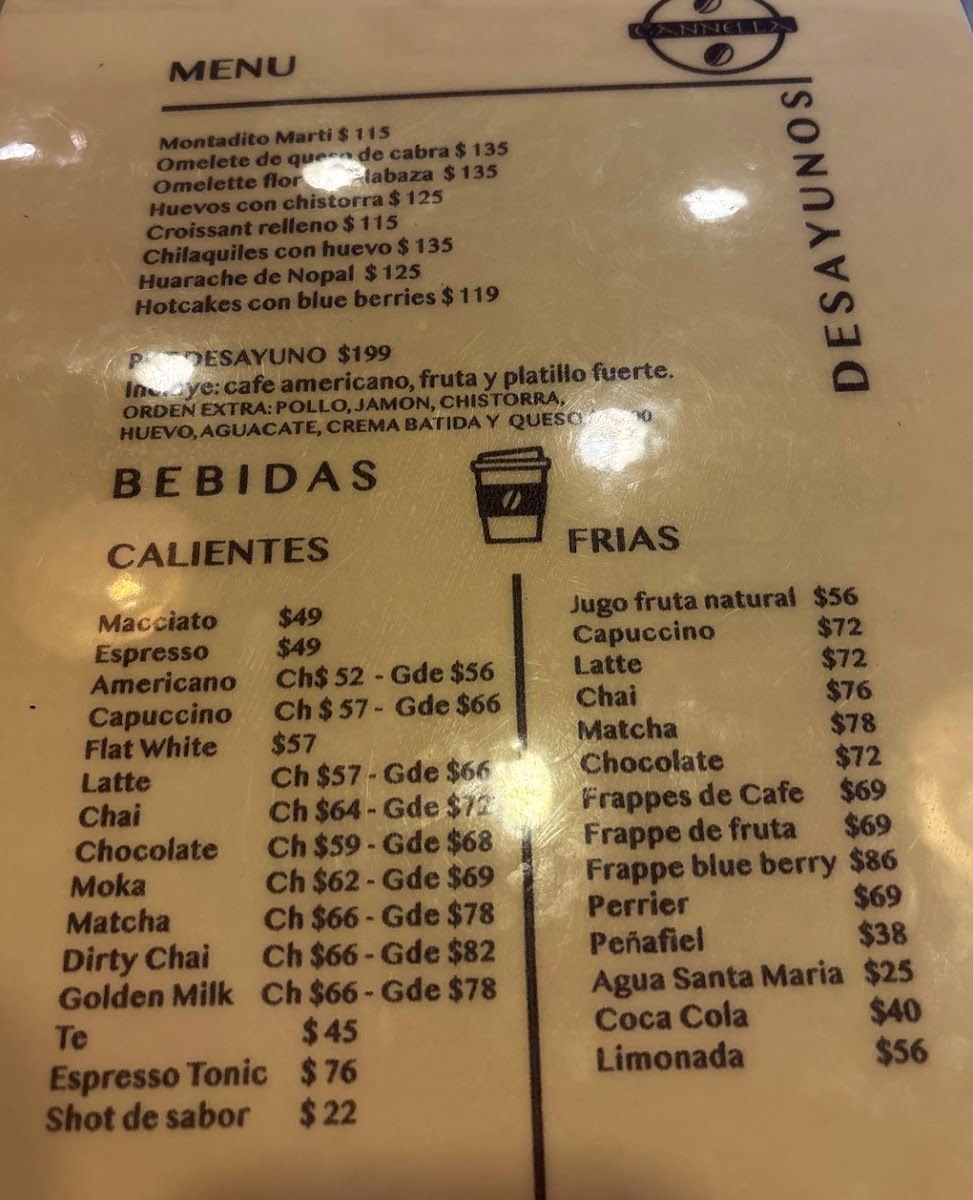 CANNELLA
MENU
DESAYUNOS
Montadito Marti $ 115
Omelete de queso de cabra $ 135
Omelette flor alabaza $ 135
Huevos con chistorra $ 125
Croissant relleno $ 115
Chilaquiles con huevo $ 135
Huarache de Nopal $ 125
Hotcakes con blue berries $ 119
DESAYUNO $199
Incluye: cafe americano, fruta y platillo fuerte.
ORDEN EXTRA: POLLO, JAMON, CHISTORRA,
HUEVO, AGUACATE, CREMA BATIDA Y QUESO
BEBIDAS
CALIENTES
Macciato $49
Espresso $49
Americano Ch$ 52 - Gde $56
Capuccino Ch $ 57 - Gde $66
Flat White $57
Latte Ch $57 - Gde $66
Chai Ch $64 - Gde $72
Chocolate Ch $59 - Gde $68
Moka Ch $62 - Gde $69
Matcha Ch $66 - Gde $78
Dirty Chai Ch $66 - Gde $82
Golden Milk Ch $66 - Gde $78
Te $ 45
Espresso Tonic $ 76
Shot de sabor $ 22
FRIAS
Jugo fruta natural $56
Capuccino $72
Latte $72
Chai $76
Matcha $78
Chocolate $72
Frappes de Cafe $69
Frappe de fruta $69
Frappe blue berry $86
Perrier $69
Peñafiel $38
Agua Santa Maria $25
Coca Cola $40
Limonada $56